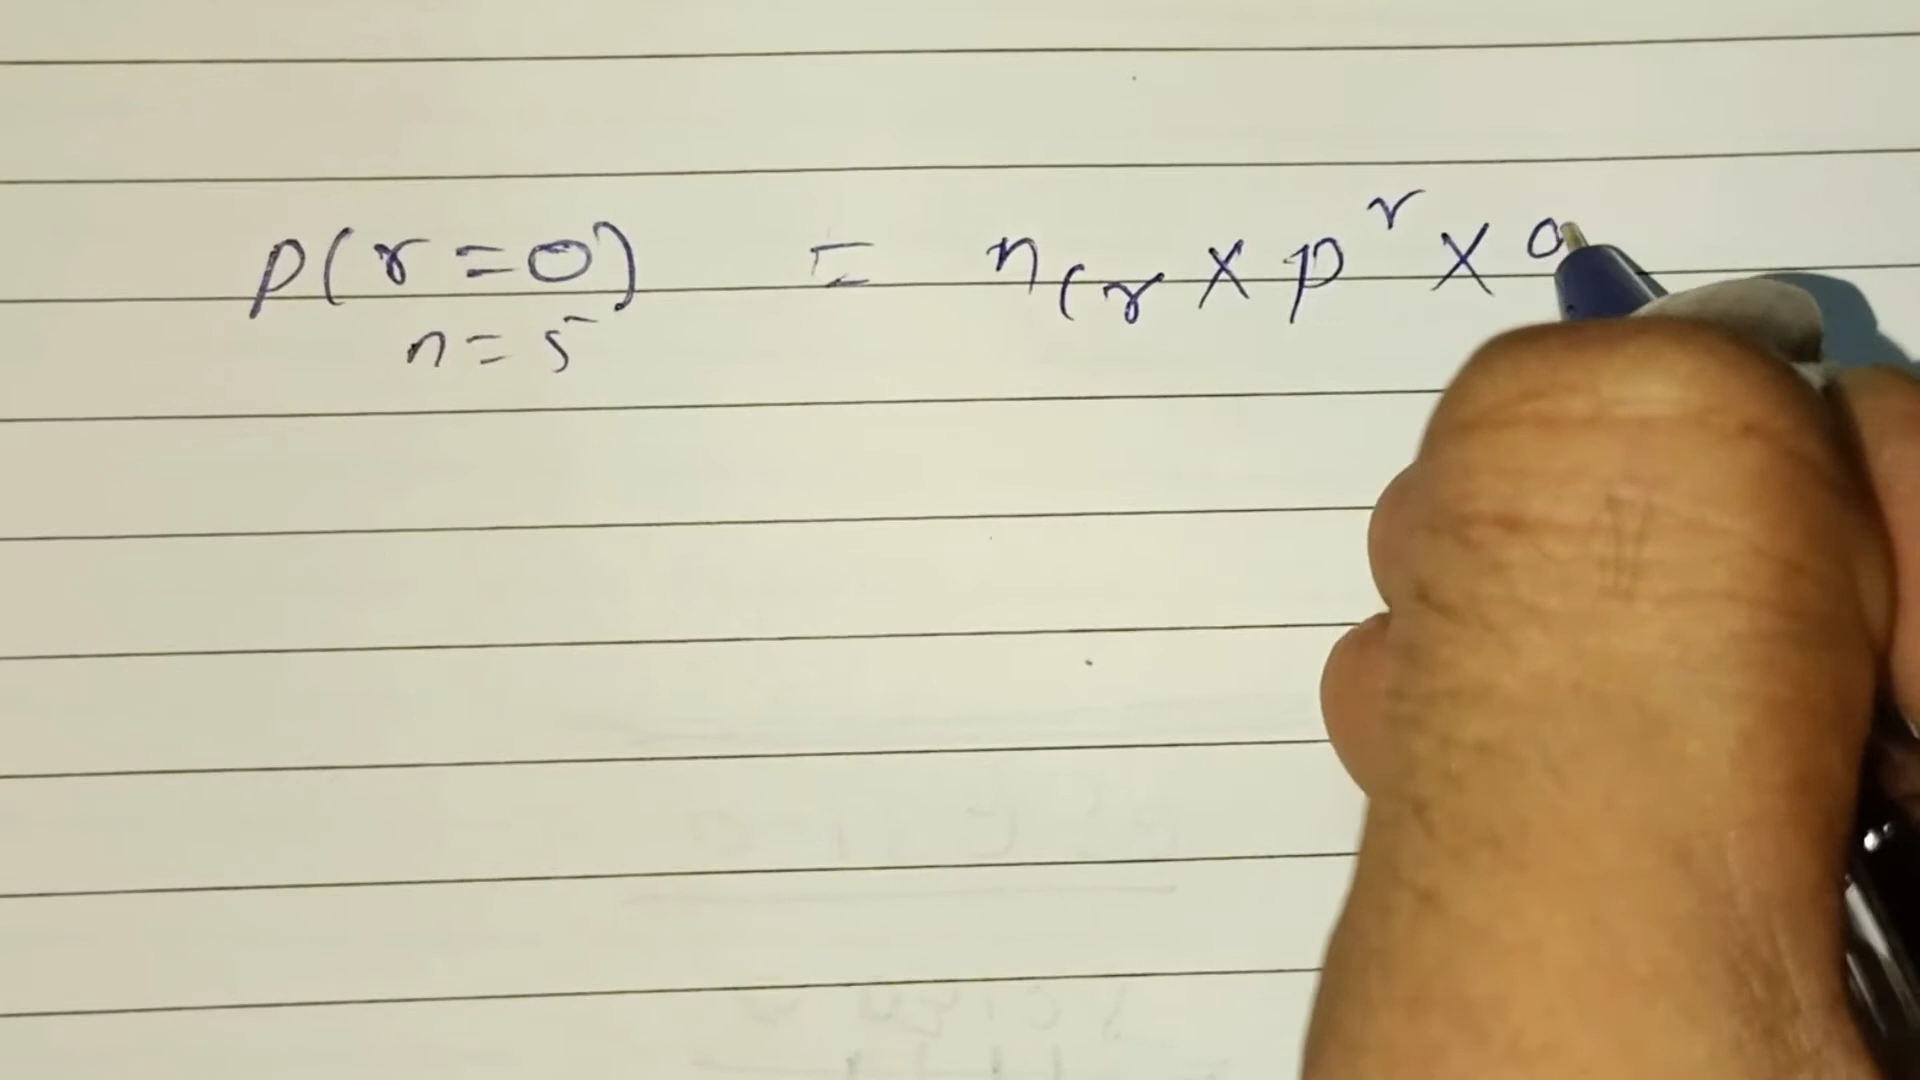 P(r=0) = nCr × p^r ×
n=5